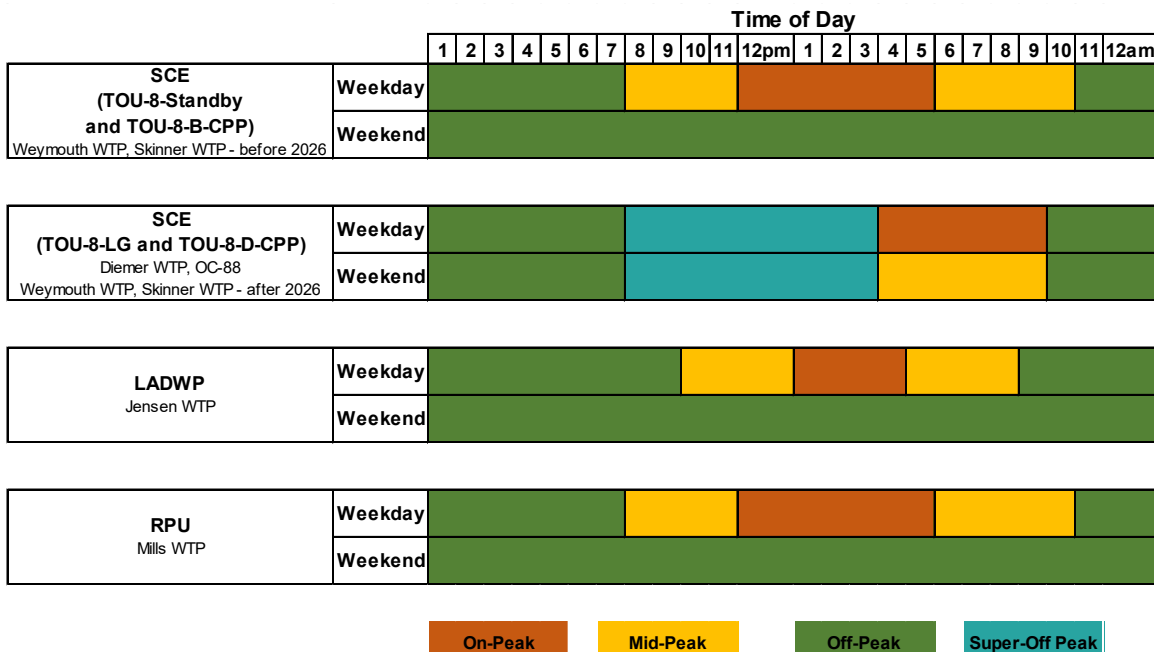 Time of Day
1 2 3 4 5 6 7 8 9 10 11 12pm 1 2 3 4 5 6 7 8 9 10 11 12am
SCE
(TOU-8-Standby
and TOU-8-B-CPP)
Weymouth WTP, Skinner WTP - before 2026
Weekday
Weekend
SCE
(TOU-8-LG and TOU-8-D-CPP)
Diemer WTP, OC-88
Weymouth WTP, Skinner WTP - after 2026
Weekday
Weekend
LADWP
Jensen WTP
Weekday
Weekend
RPU
Mills WTP
Weekday
Weekend
On-Peak Mid-Peak Off-Peak Super-Off Peak